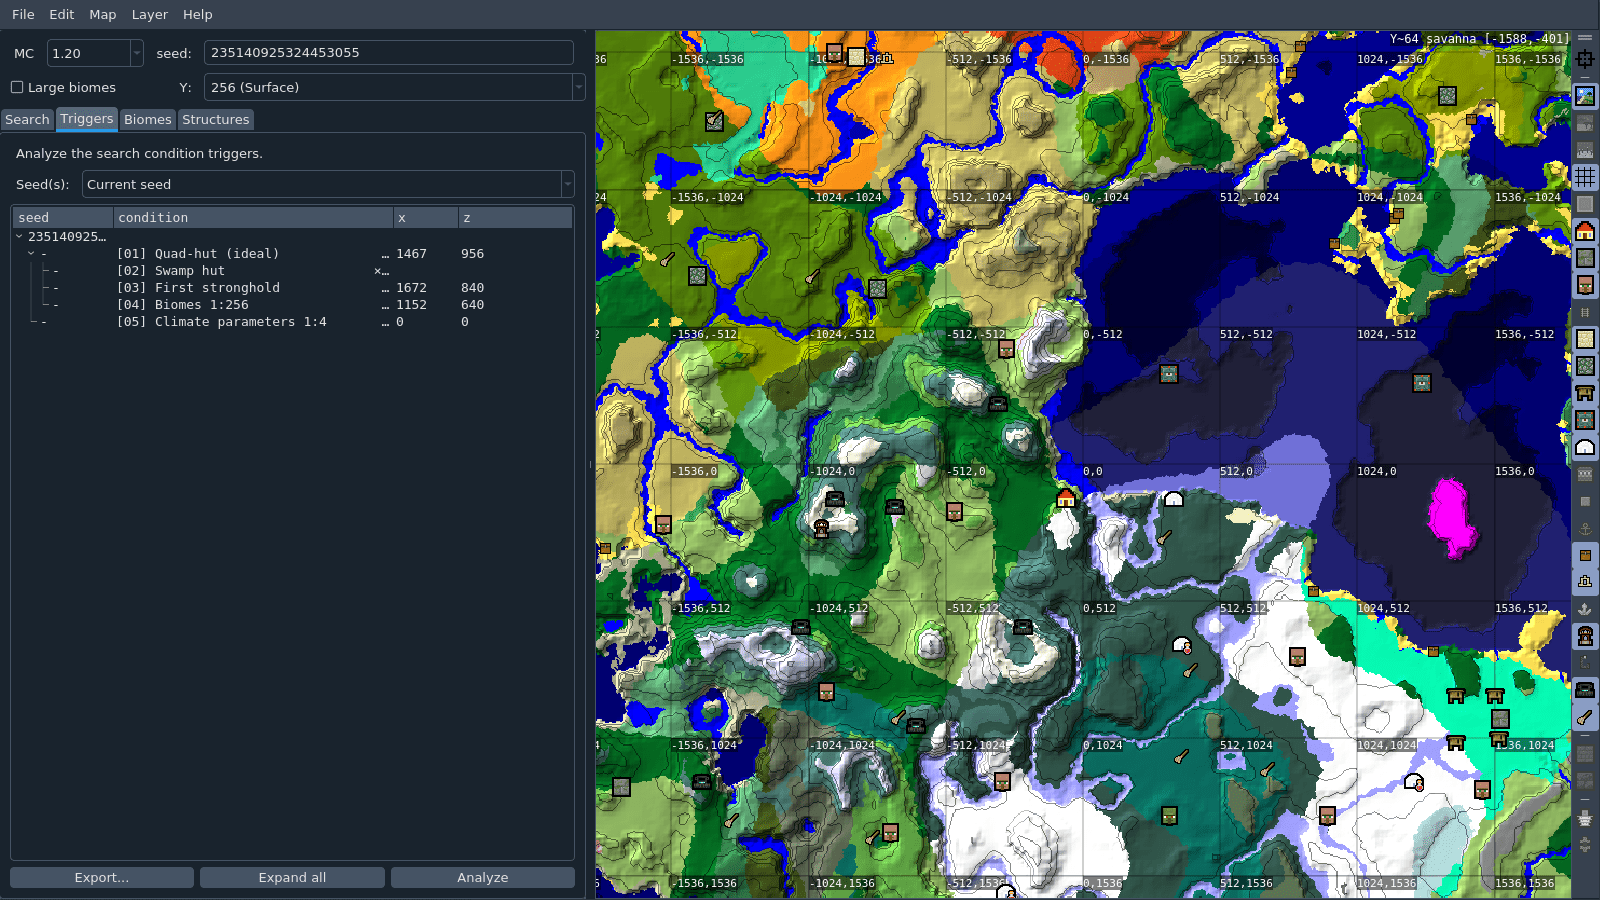 File Edit Map Layer Help
MC 1.20 seed: 235140925324453055
Large biomes Y: 256 (Surface)
Search Triggers Biomes Structures
Analyze the search condition triggers.
Seed(s): Current seed
seed condition x z
235140925…
- [01] Quad-hut (ideal) … 1467 956
- [02] Swamp hut ×…
- [03] First stronghold … 1672 840
- [04] Biomes 1:256 … 1152 640
- [05] Climate parameters 1:4 … 0 0
Export... Expand all Analyze
Y~64 savanna [-1588,-401]
36 -1536,-1536 -512,-1536 0,-1536 1024,-1536 1536,-1536
24 -1536,-1024 -1024,-1024 -512,-1024 0,-1024 512,-1024 1024,-1024 1536,-1024
2 -1536,-512 -1024,-512 -512,-512 0,-512 512,-512 1024,-512 1536,-512
-1536,0 -1024,0 -512,0 0,0 512,0 1024,0 1536,0
-1536,512 -1024,512 -512,512 0,512 512,512 1024,512 1536,512
4 -1536,1024 -1024,1024 -512,1024 0,1024 512,1024 1024,1024 1536,1024
6 -1536,1536 -1024,1536 -512,1536 0,1536 512,1536 1024,1536 1536,1536